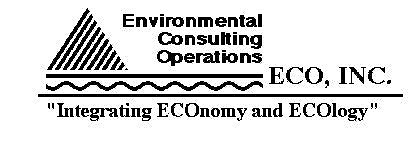 Environmental
Consulting
Operations
ECO, INC.
"Integrating ECOnomy and ECOlogy"